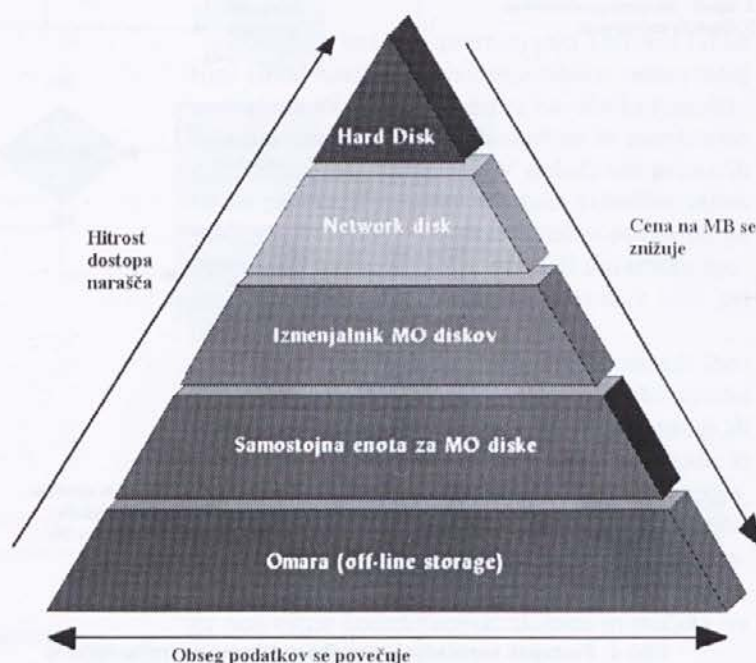 Hard Disk
Network disk
Hitrost
dostopa
narašča
Cena na MB se
znižuje
Izmenjalnik MO diskov
Samostojna enota za MO diske
Omara (off-line storage)
Obseg podatkov se povečuje